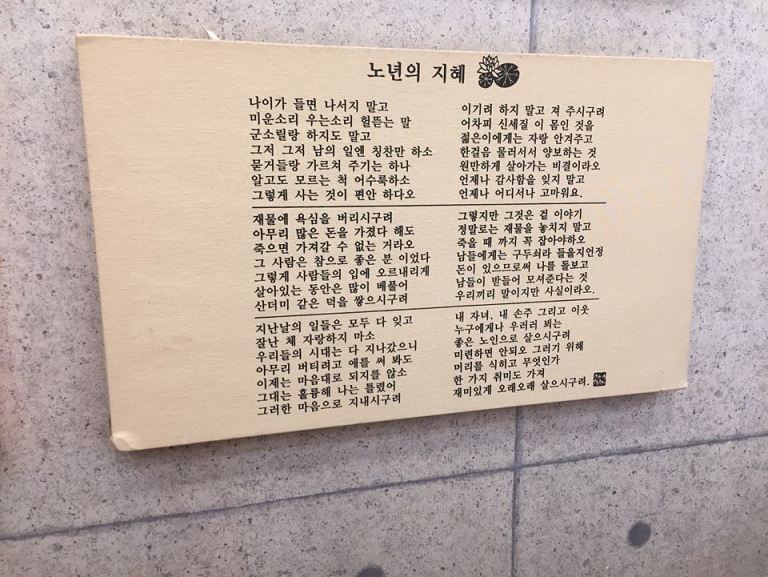 노년의 지혜
나이가 들면 나서지 말고
미운소리 우는소리 헐뜯는 말
군소릴랑 하지도 말고
그저 그저 남의 일엔 칭찬만 하소
묻거들랑 가르쳐 주기는 하나
알고도 모르는 척 어수룩하소
그렇게 사는 것이 편안 하다오
이기려 하지 말고 져 주시구려
어차피 신세질 이 몸인 것을
젊은이에게는 자랑 안겨주고
한걸음 물러서서 양보하는 것
원만하게 살아가는 비결이라오
언제나 감사함을 잊지 말고
언제나 어디서나 고마워요.
재물에 욕심을 버리시구려
아무리 많은 돈을 가졌다 해도
죽으면 가져갈 수 없는 거라오
그 사람은 참으로 좋은 분 이었다
그렇게 사람들의 입에 오르내리게
살아있는 동안은 많이 베풀어
산더미 같은 덕을 쌓으시구려
그렇지만 그것은 겉 이야기
정말로는 재물을 놓치지 말고
죽을 때 까지 꼭 잡아야하오
남들에게는 구두쇠라 들을지언정
돈이 있으므로써 나를 돌보고
남들이 받들어 모셔준다는 것
우리끼리 말이지만 사실이라오.
지난날의 일들은 모두 다 잊고
잘난 체 자랑하지 마소
우리들의 시대는 다 지나갔으니
아무리 버티려고 애를 써 봐도
이제는 마음대로 되지를 않소
그대는 훌륭해 나는 틀렸어
그러한 마음으로 지내시구려
내 자녀, 내 손주 그리고 이웃
누구에게나 우러러 뵈는
좋은 노인으로 살으시구려
미련하면 안되오 그러기 위해
머리를 식히고 무엇인가
한 가지 취미도 가져
재미있게 오래오래 살으시구려.